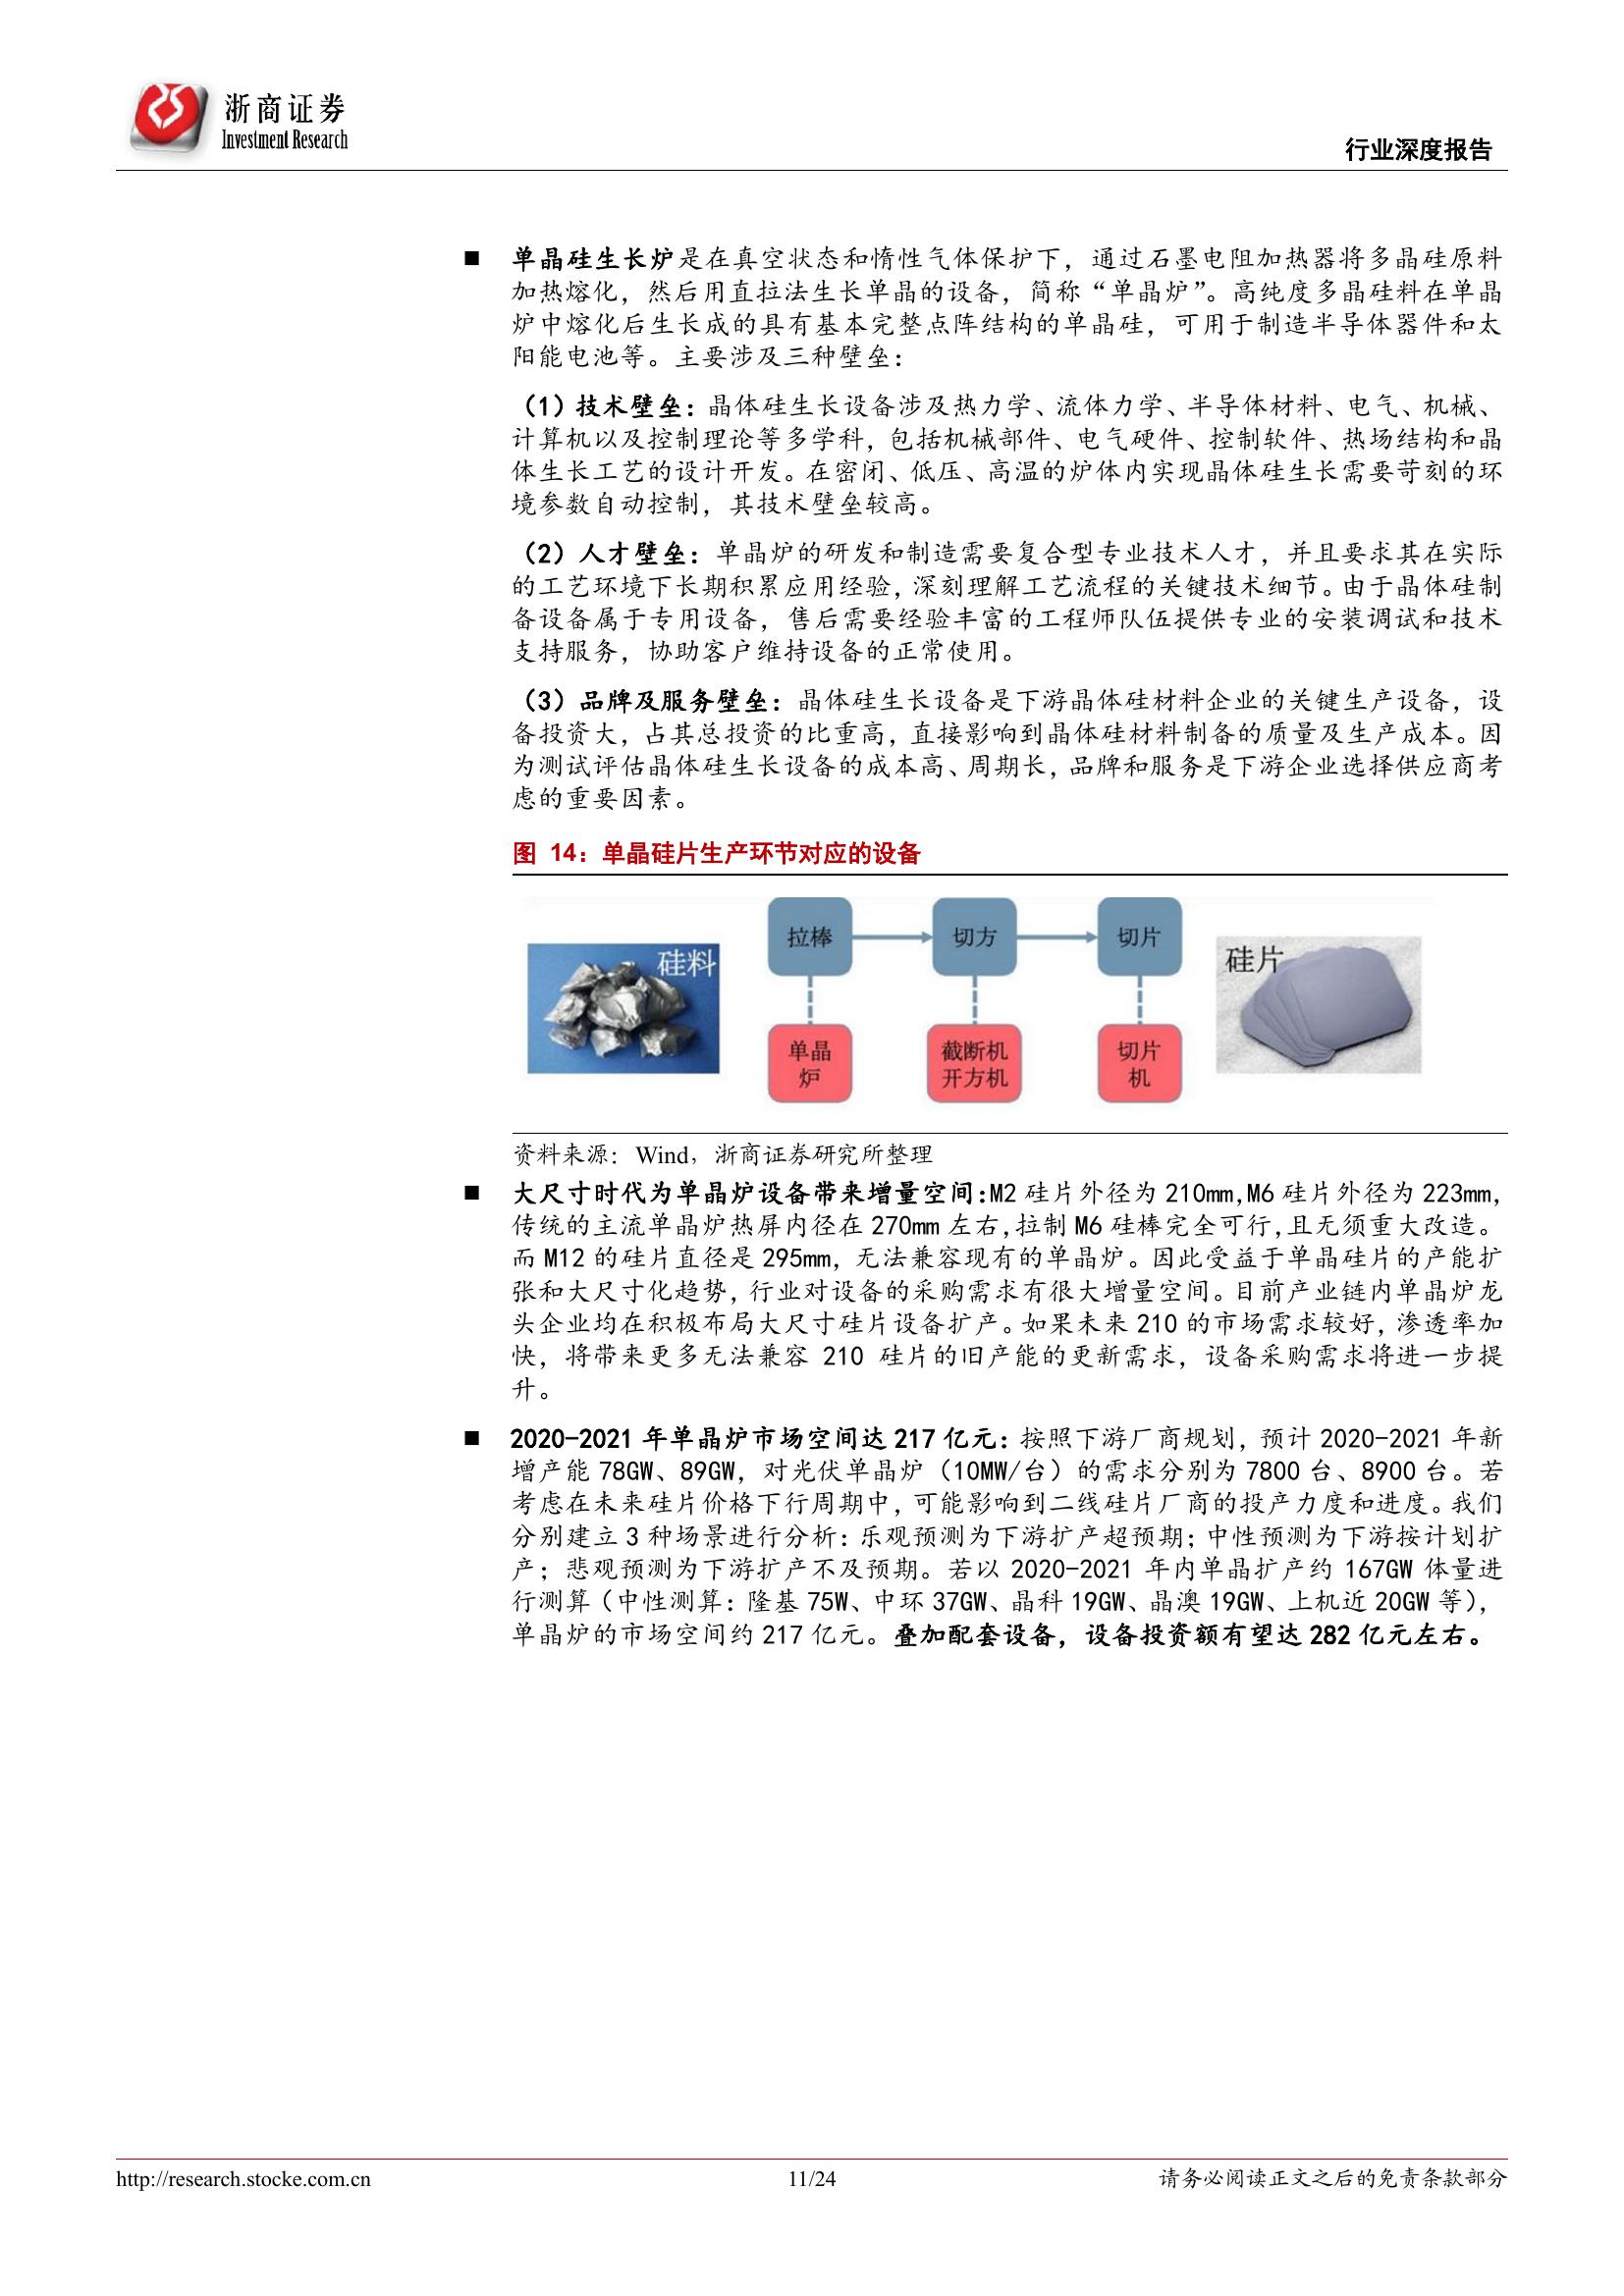 浙商证券
Investment Research
行业深度报告
■ 单晶硅生长炉是在真空状态和惰性气体保护下，通过石墨电阻加热器将多晶硅原料
加热熔化，然后用直拉法生长单晶的设备，简称“单晶炉”。高纯度多晶硅料在单晶
炉中熔化后生长成的具有基本完整点阵结构的单晶硅，可用于制造半导体器件和太
阳能电池等。主要涉及三种壁垒：
（1）技术壁垒：晶体硅生长设备涉及热力学、流体力学、半导体材料、电气、机械、
计算机以及控制理论等多学科，包括机械部件、电气硬件、控制软件、热场结构和晶
体生长工艺的设计开发。在密闭、低压、高温的炉体内实现晶体硅生长需要苛刻的环
境参数自动控制，其技术壁垒较高。
（2）人才壁垒：单晶炉的研发和制造需要复合型专业技术人才，并且要求其在实际
的工艺环境下长期积累应用经验，深刻理解工艺流程的关键技术细节。由于晶体硅制
备设备属于专用设备，售后需要经验丰富的工程师队伍提供专业的安装调试和技术
支持服务，协助客户维持设备的正常使用。
（3）品牌及服务壁垒：晶体硅生长设备是下游晶体硅材料企业的关键生产设备，设
备投资大，占其总投资的比重高，直接影响到晶体硅材料制备的质量及生产成本。因
为测试评估晶体硅生长设备的成本高、周期长，品牌和服务是下游企业选择供应商考
虑的重要因素。
图 14：单晶硅片生产环节对应的设备
硅料
拉棒
切方
切片
硅片
单晶
炉
截断机
开方机
切片
机
资料来源：Wind，浙商证券研究所整理
■ 大尺寸时代为单晶炉设备带来增量空间：M2 硅片外径为 210mm，M6 硅片外径为 223mm，
传统的主流单晶炉热屏内径在 270mm 左右，拉制 M6 硅棒完全可行，且无须重大改造。
而 M12 的硅片直径是 295mm，无法兼容现有的单晶炉。因此受益于单晶硅片的产能扩
张和大尺寸化趋势，行业对设备的采购需求有很大增量空间。目前产业链内单晶炉龙
头企业均在积极布局大尺寸硅片设备扩产。如果未来 210 的市场需求较好，渗透率加
快，将带来更多无法兼容 210 硅片的旧产能的更新需求，设备采购需求将进一步提
升。
■ 2020-2021 年单晶炉市场空间达 217 亿元：按照下游厂商规划，预计 2020-2021 年新
增产能 78GW、89GW，对光伏单晶炉（10MW/台）的需求分别为 7800 台、8900 台。若
考虑在未来硅片价格下行周期中，可能影响到二线硅片厂商的投产力度和进度。我们
分别建立 3 种场景进行分析：乐观预测为下游扩产超预期；中性预测为下游按计划扩
产；悲观预测为下游扩产不及预期。若以 2020-2021 年内单晶扩产约 167GW 体量进
行测算（中性测算：隆基 75W、中环 37GW、晶科 19GW、晶澳 19GW、上机近 20GW 等），
单晶炉的市场空间约 217 亿元。叠加配套设备，设备投资额有望达 282 亿元左右。
http://research.stocke.com.cn
11/24
请务必阅读正文之后的免责条款部分